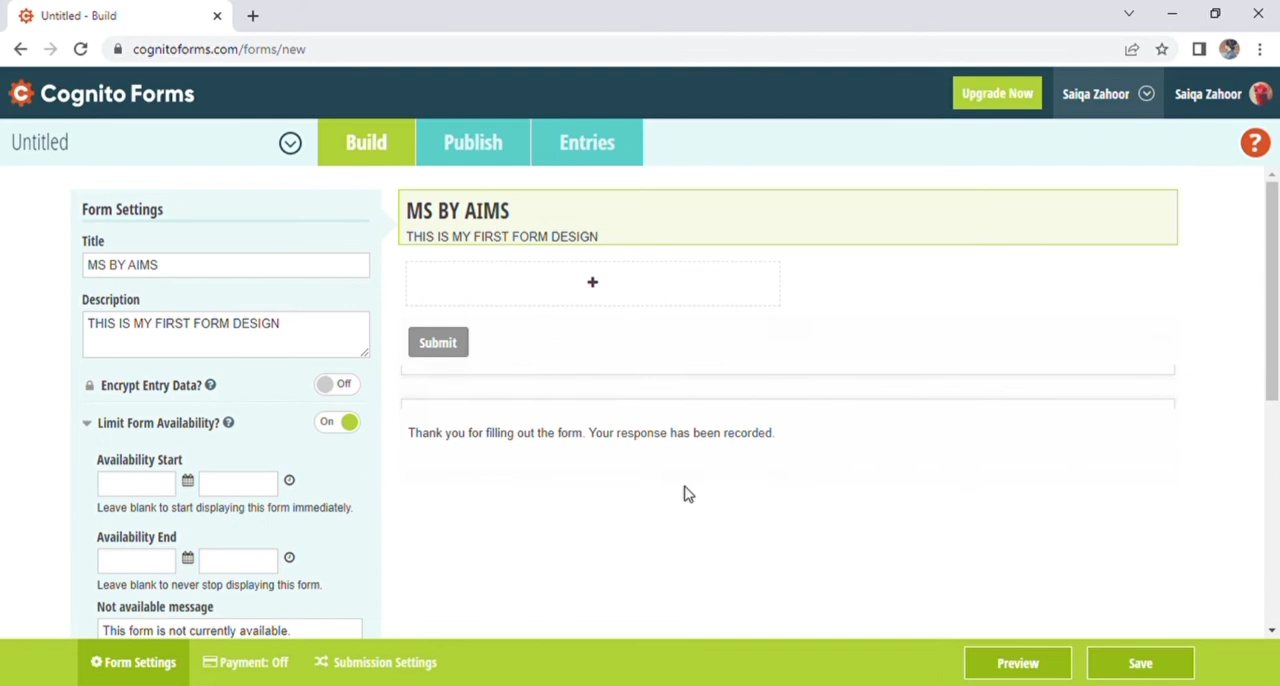 Untitled - Build
cognitoforms.com/forms/new
Cognito Forms
Upgrade Now
Saiqa Zahoor
Saiqa Zahoor
Untitled
Build
Publish
Entries
?
Form Settings
Title
MS BY AIMS
Description
THIS IS MY FIRST FORM DESIGN
Encrypt Entry Data?
Off
Limit Form Availability?
On
Availability Start
Leave blank to start displaying this form immediately.
Availability End
Leave blank to never stop displaying this form.
Not available message
This form is not currently available.
MS BY AIMS
THIS IS MY FIRST FORM DESIGN
+
Submit
Thank you for filling out the form. Your response has been recorded.
Form Settings
Payment: Off
Submission Settings
Preview
Save